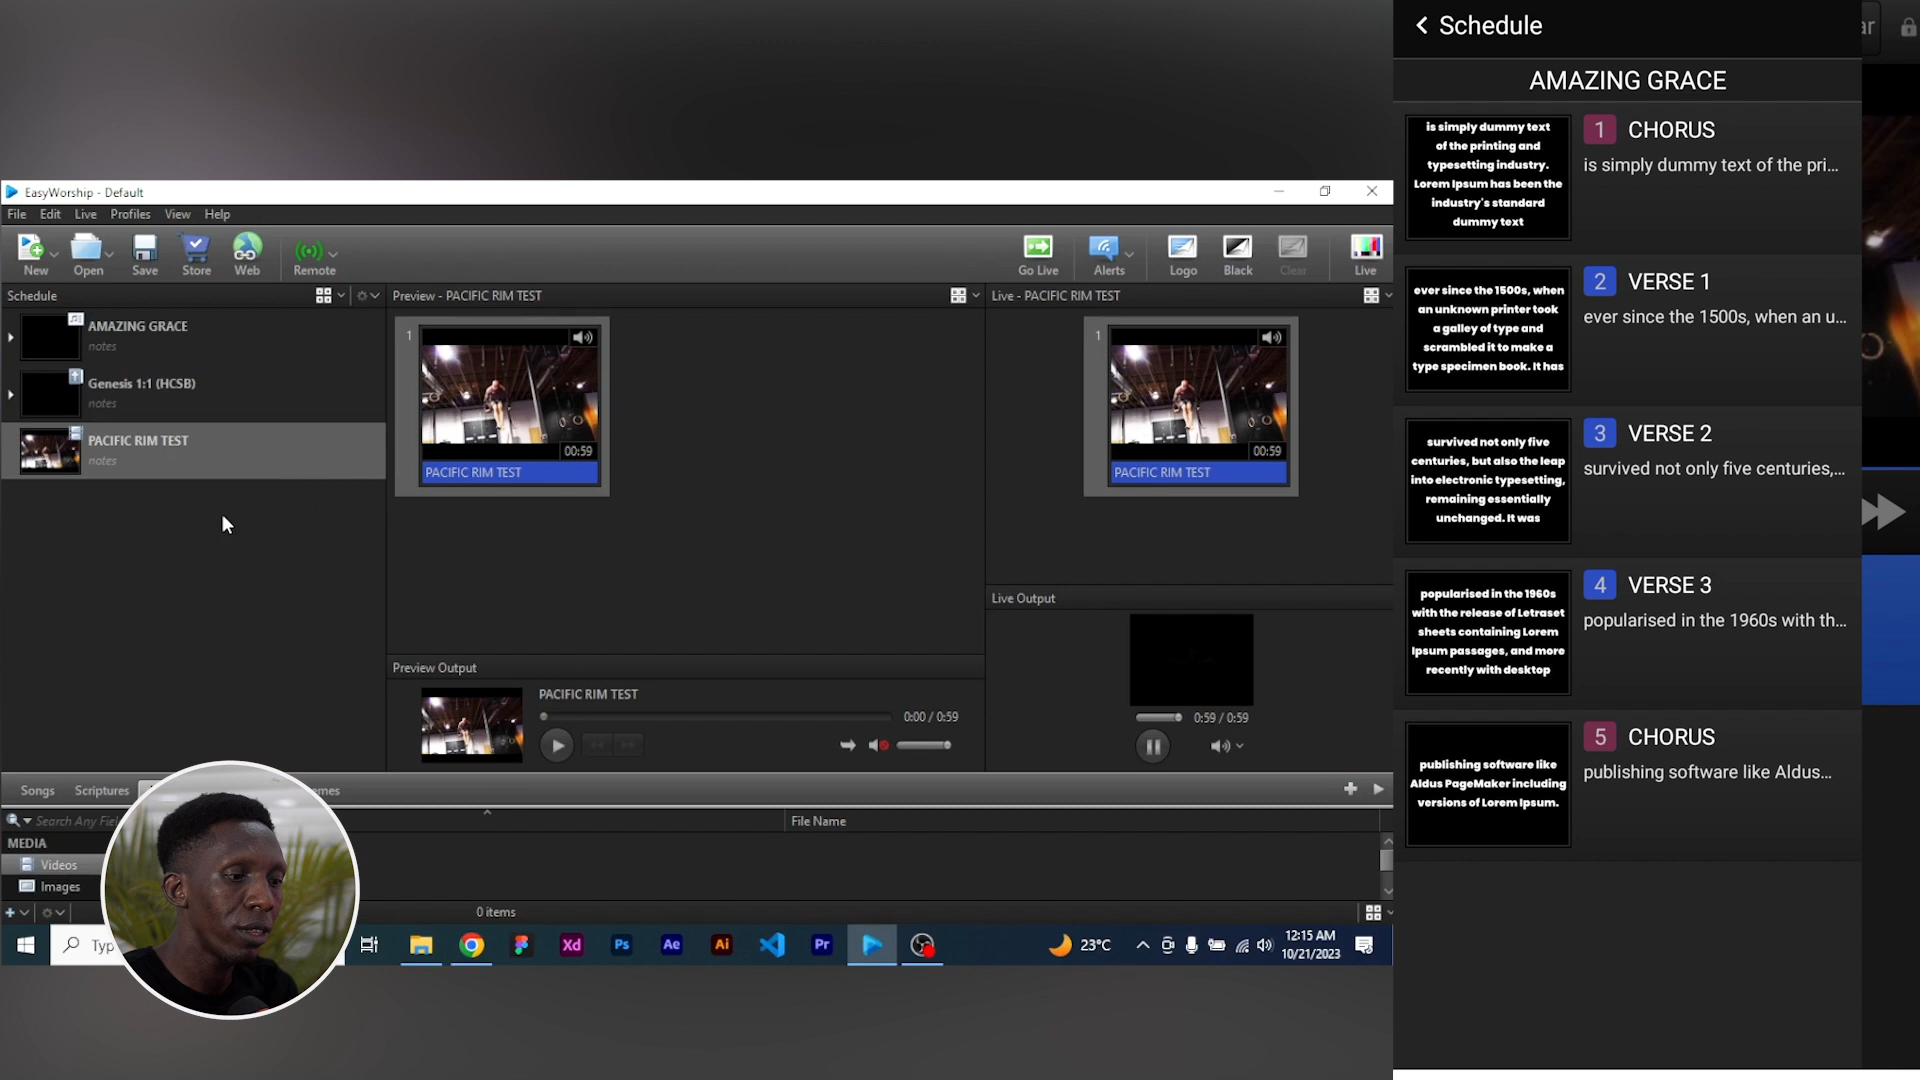 EasyWorship - Default
File Edit Live Profiles View Help
New Open Save Store Web Remote Go Live Alerts Logo Black Clear Live
Schedule
Preview - PACIFIC RIM TEST
Live - PACIFIC RIM TEST
AMAZING GRACE
notes
Genesis 1:1 (HCSB)
notes
PACIFIC RIM TEST
notes
1
00:59
PACIFIC RIM TEST
1
00:59
PACIFIC RIM TEST
Live Output
0:59 / 0:59
Preview Output
PACIFIC RIM TEST
0:00 / 0:59
Songs Scriptures
Search Any
File Name
MEDIA
Videos
Images
0 items
Xd Ps Ae Ai Pr
23°C
12:15 AM
10/21/2023
Schedule
AMAZING GRACE
is simply dummy text
of the printing and
typesetting industry.
Lorem Ipsum has been the
industry's standard
dummy text
1 CHORUS
is simply dummy text of the pri...
ever since the 1500s, when
an unknown printer took
a galley of type and
scrambled it to make a
type specimen book. It has
2 VERSE 1
ever since the 1500s, when an u...
survived not only five
centuries, but also the leap
into electronic typesetting,
remaining essentially
unchanged. It was
3 VERSE 2
survived not only five centuries,...
popularised in the 1960s
with the release of Letraset
sheets containing Lorem
Ipsum passages, and more
recently with desktop
4 VERSE 3
popularised in the 1960s with th...
publishing software like
Aldus PageMaker including
versions of Lorem Ipsum.
5 CHORUS
publishing software like Aldus...